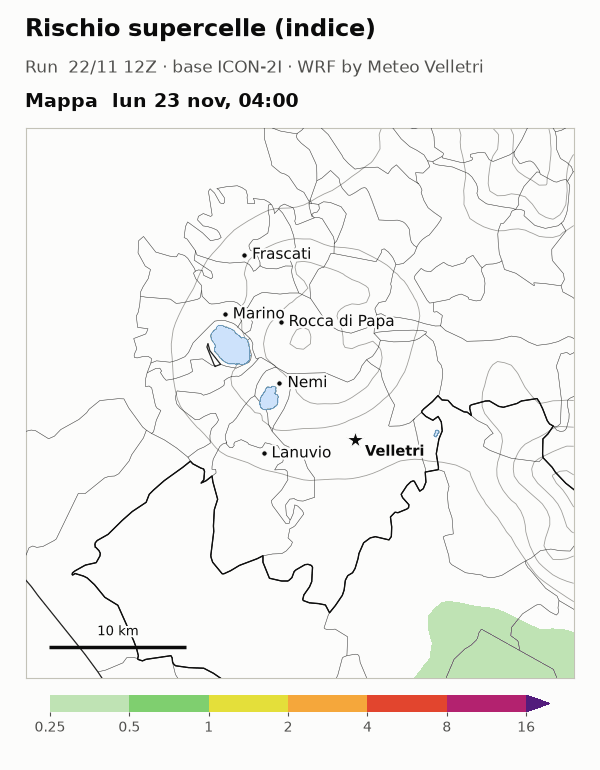 Rischio supercelle (indice)
Run  22/11 12Z · base ICON-2I · WRF by Meteo Velletri
Mappa  lun 23 nov, 04:00
Frascati
Marino
Rocca di Papa
Nemi
Velletri
Lanuvio
10 km
0.25 0.5 1 2 4 8 16